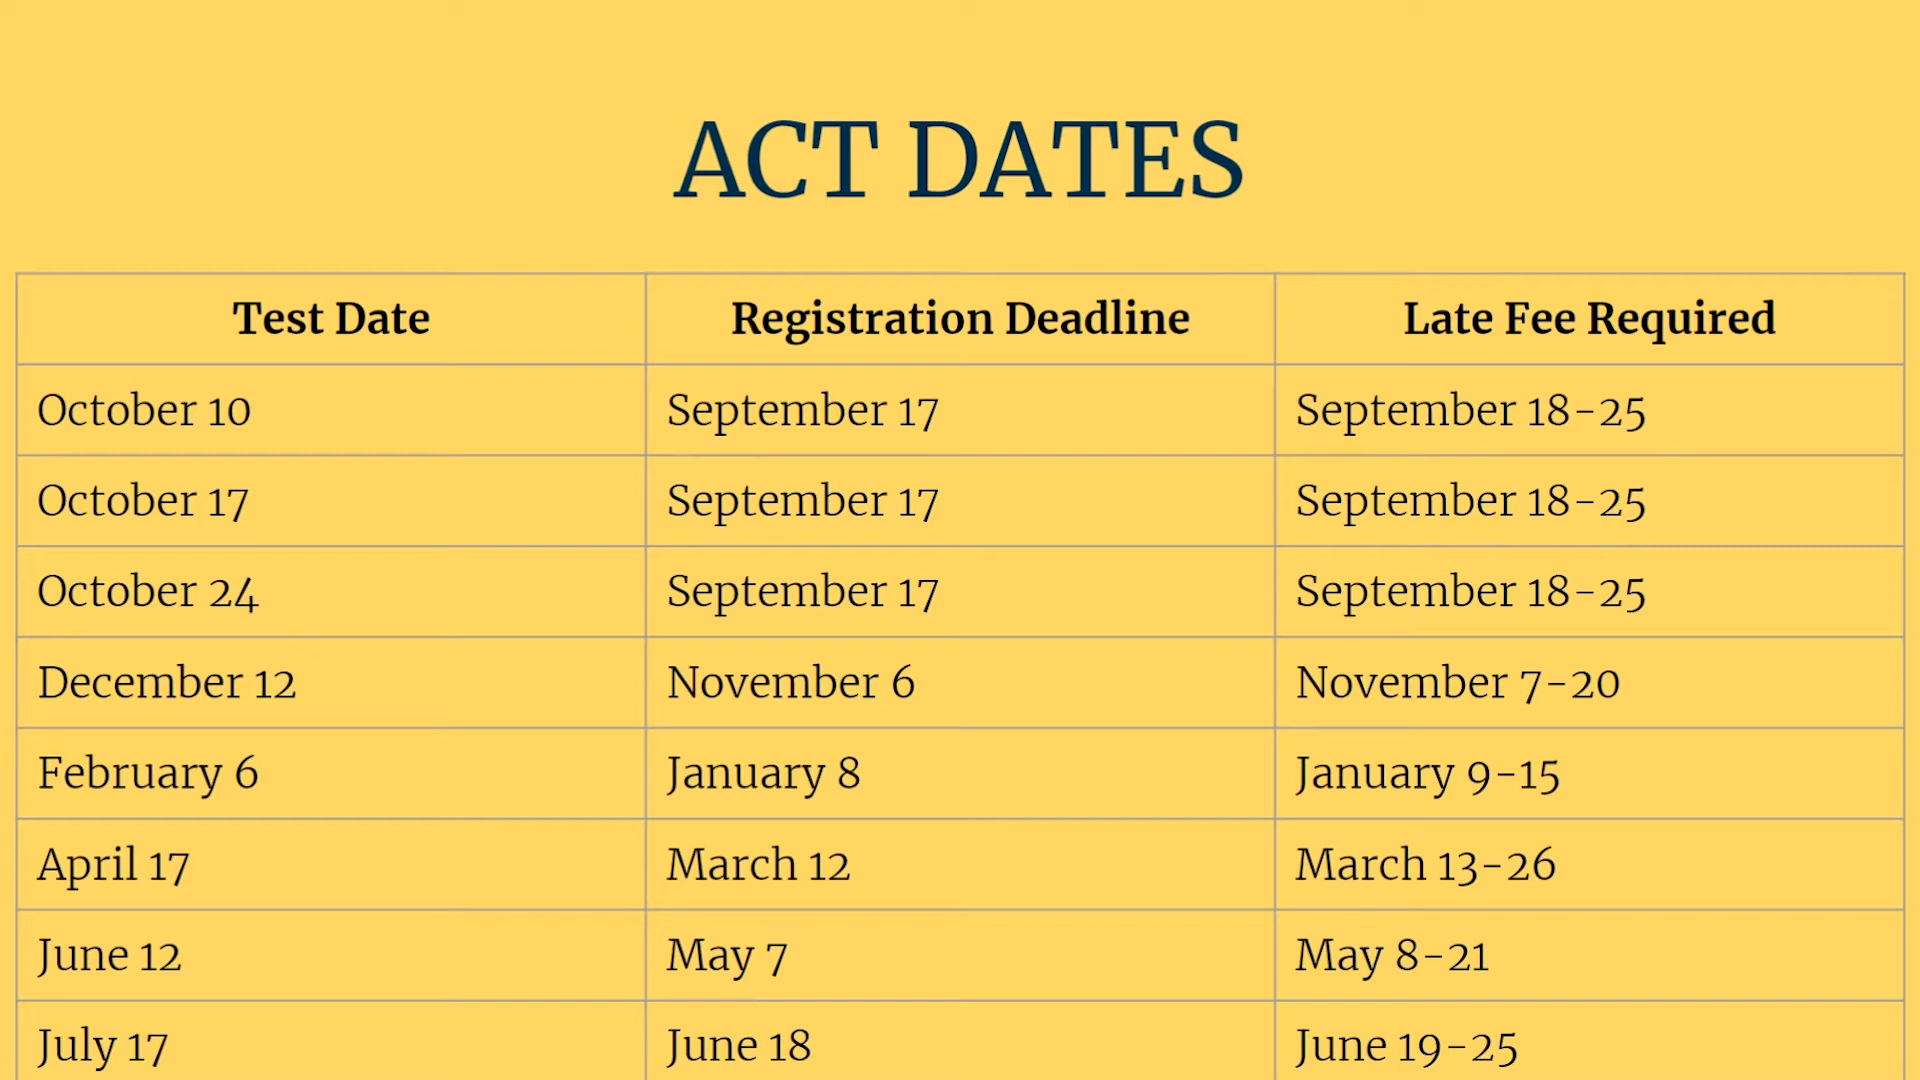 ACT DATES
Test Date Registration Deadline Late Fee Required
October 10 September 17 September 18-25
October 17 September 17 September 18-25
October 24 September 17 September 18-25
December 12 November 6 November 7-20
February 6 January 8 January 9-15
April 17 March 12 March 13-26
June 12 May 7 May 8-21
July 17 June 18 June 19-25